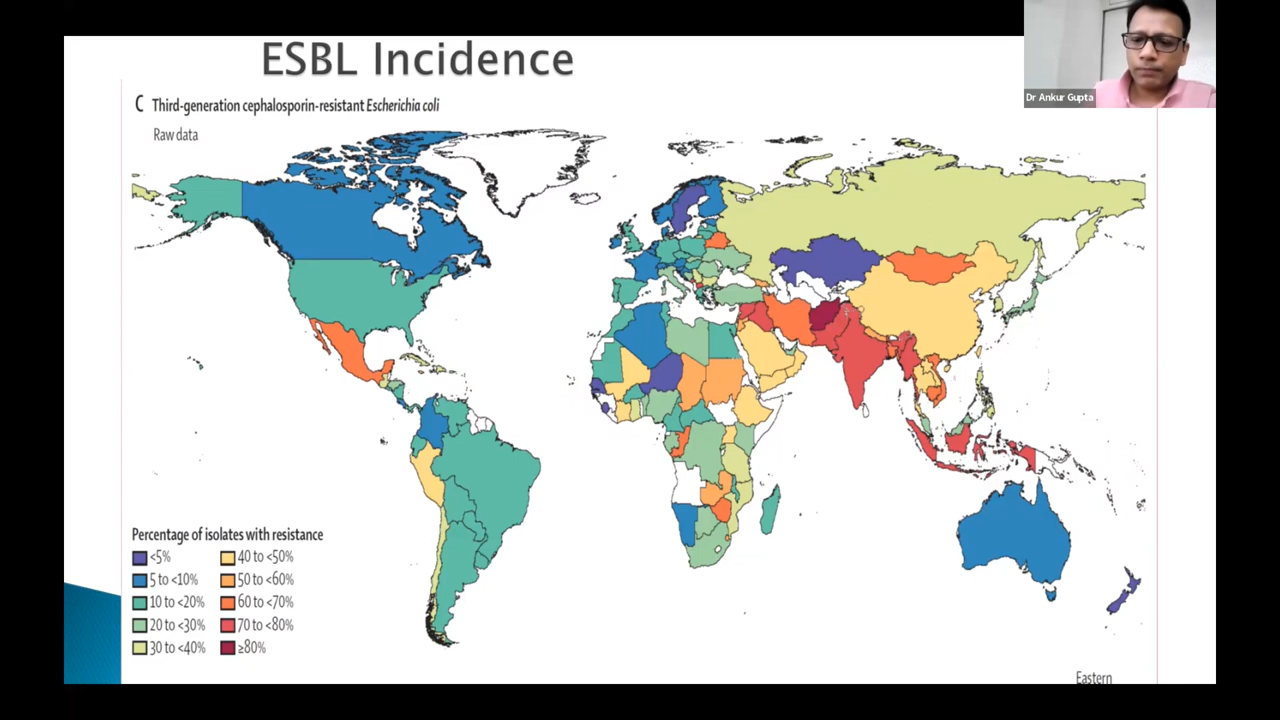 ESBL Incidence
Dr Ankur Gupta
C Third-generation cephalosporin-resistant Escherichia coli
Raw data
Percentage of isolates with resistance
<5%
5 to <10%
10 to <20%
20 to <30%
30 to <40%
40 to <50%
50 to <60%
60 to <70%
70 to <80%
≥80%
Eastern